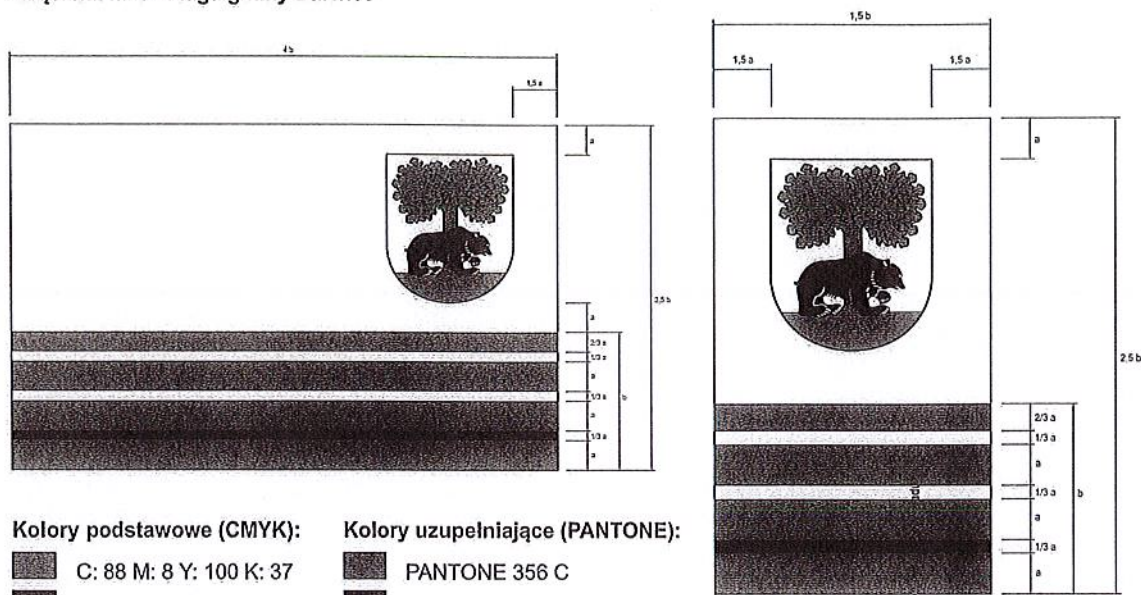 1,5 b
1,5 a
1,5 a
1,5 a
a
a
2,5 b
a
2/3 a
1/3 a
a
1/3 a
a
1/3 a
a
2/3 a
1/3 a
a
1/3 a
a
1/3 a
a
b
2,5 b
Kolory podstawowe (CMYK):
Kolory uzupełniające (PANTONE):
C: 88 M: 8 Y: 100 K: 37
PANTONE 356 C